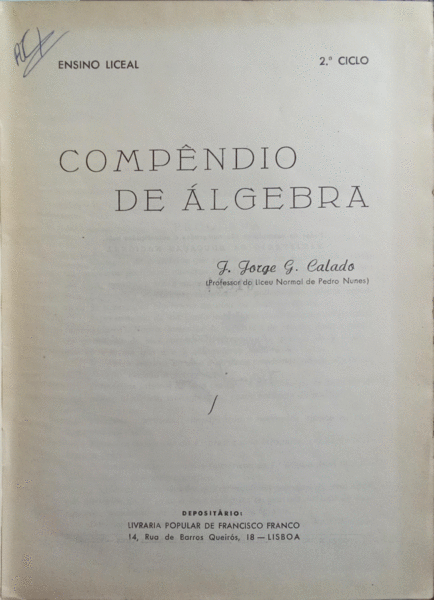 ENSINO LICEAL
2.º CICLO
COMPÊNDIO
DE ÁLGEBRA
J. Jorge G. Calado
(Professor do Liceu Normal de Pedro Nunes)
DEPOSITÁRIO:
LIVRARIA POPULAR DE FRANCISCO FRANCO
14, Rua de Barros Queirós, 18 — LISBOA